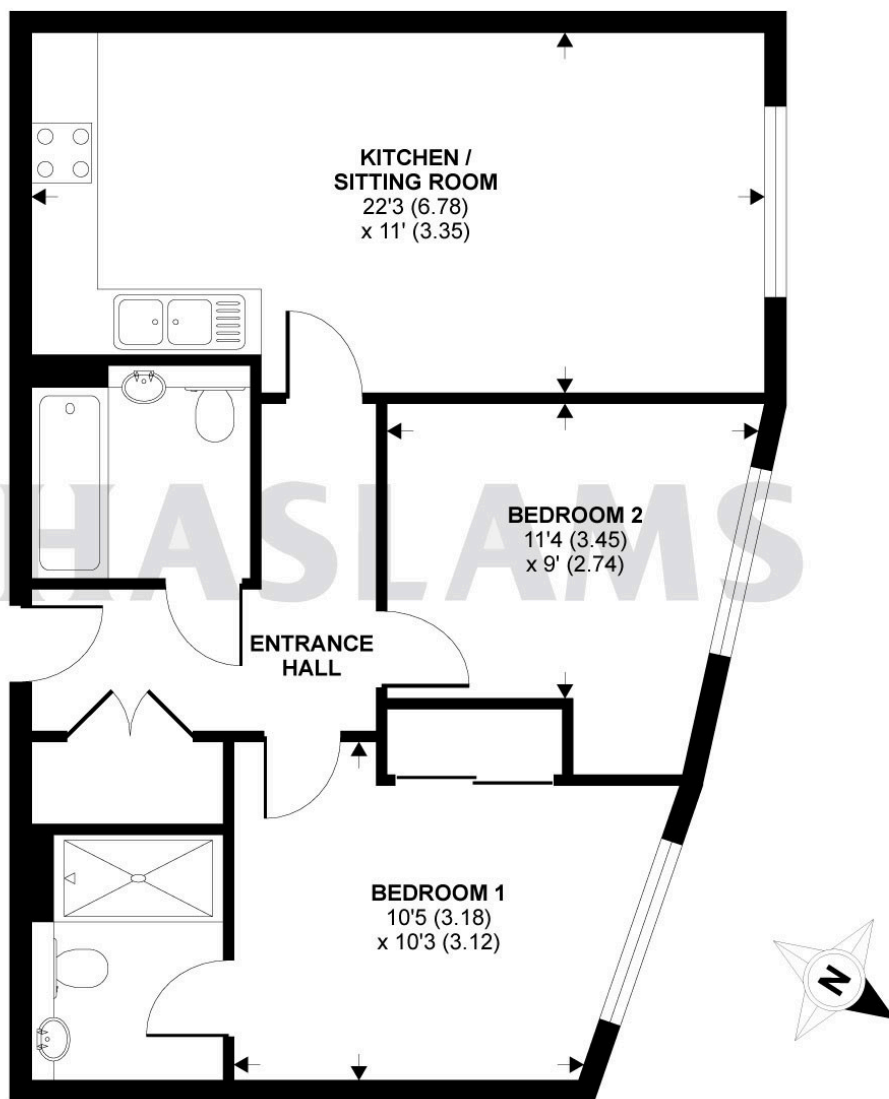 KITCHEN /
SITTING ROOM
22'3 (6.78)
x 11' (3.35)
HASLAMS
BEDROOM 2
11'4 (3.45)
x 9' (2.74)
ENTRANCE
HALL
BEDROOM 1
10'5 (3.18)
x 10'3 (3.12)
N